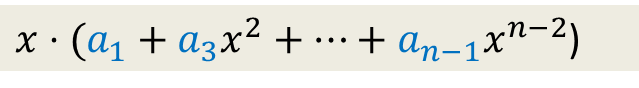 x · (a₁ + a₃x² + ⋯ + aₙ₋₁xⁿ⁻²)